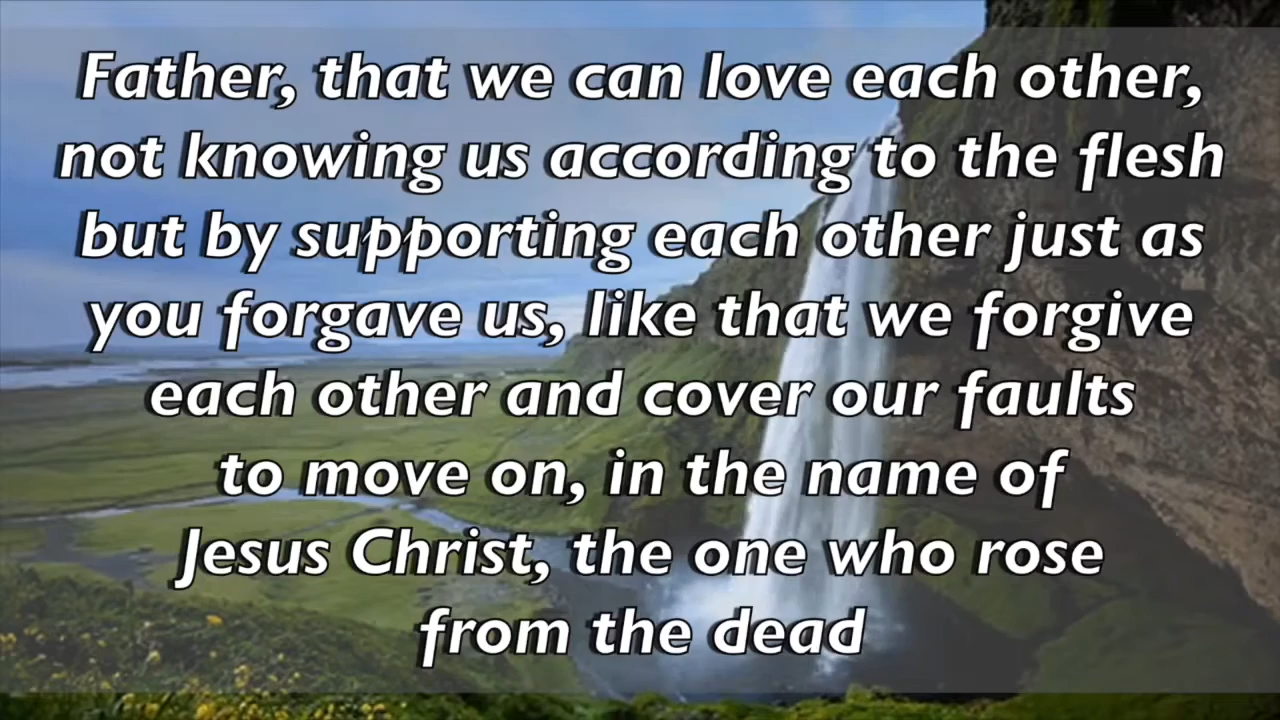 Father, that we can love each other,
not knowing us according to the flesh
but by supporting each other just as
you forgave us, like that we forgive
each other and cover our faults
to move on, in the name of
Jesus Christ, the one who rose
from the dead